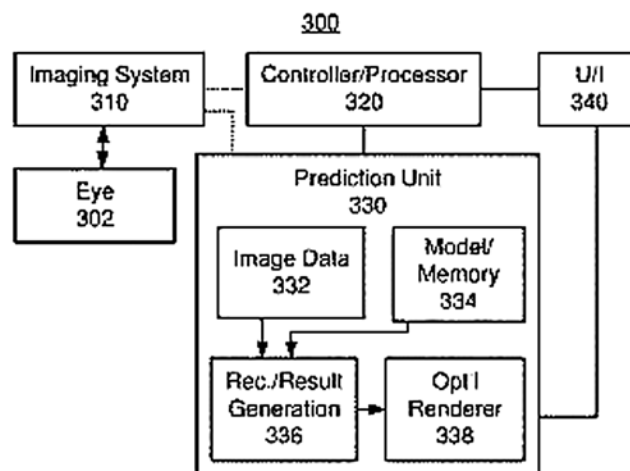 300
Imaging System
310
Controller/Processor
320
U/I
340
Eye
302
Prediction Unit
330
Image Data
332
Model/
Memory
334
Rec./Result
Generation
336
Opt'l
Renderer
338